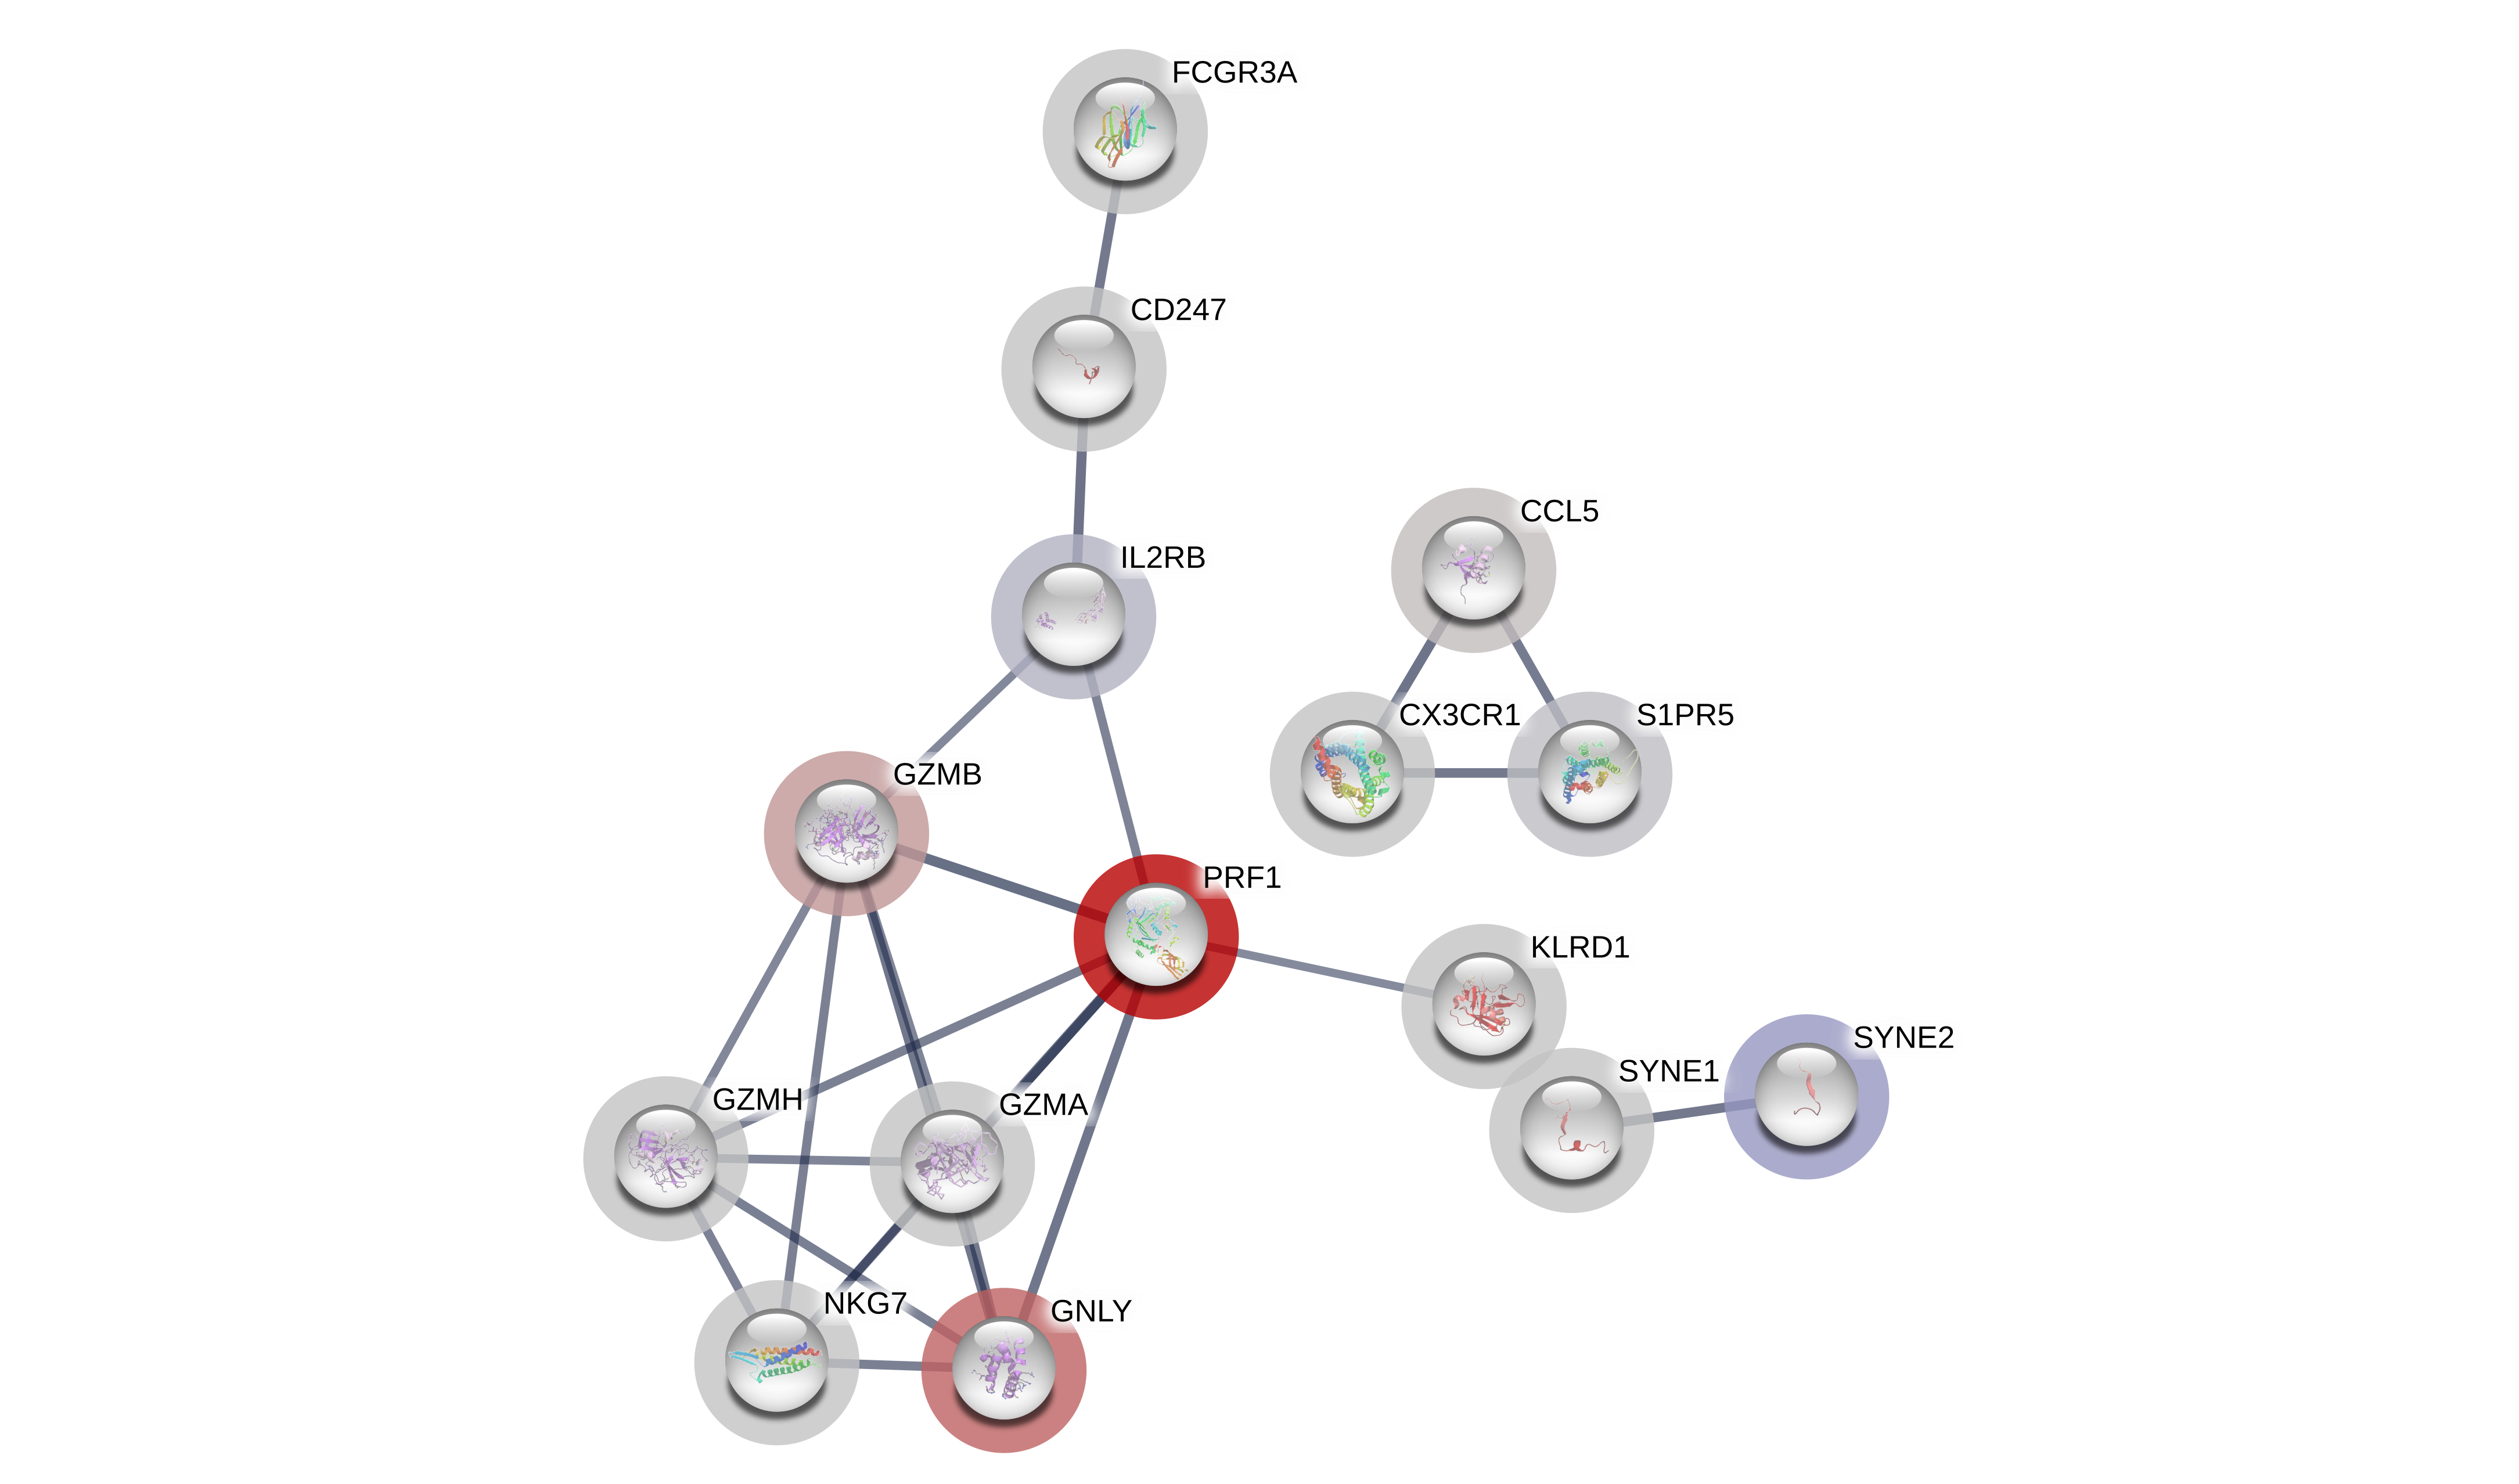 FCGR3A
CD247
CCL5
IL2RB
CX3CR1
S1PR5
GZMB
PRF1
KLRD1
SYNE2
SYNE1
GZMH
GZMA
NKG7
GNLY